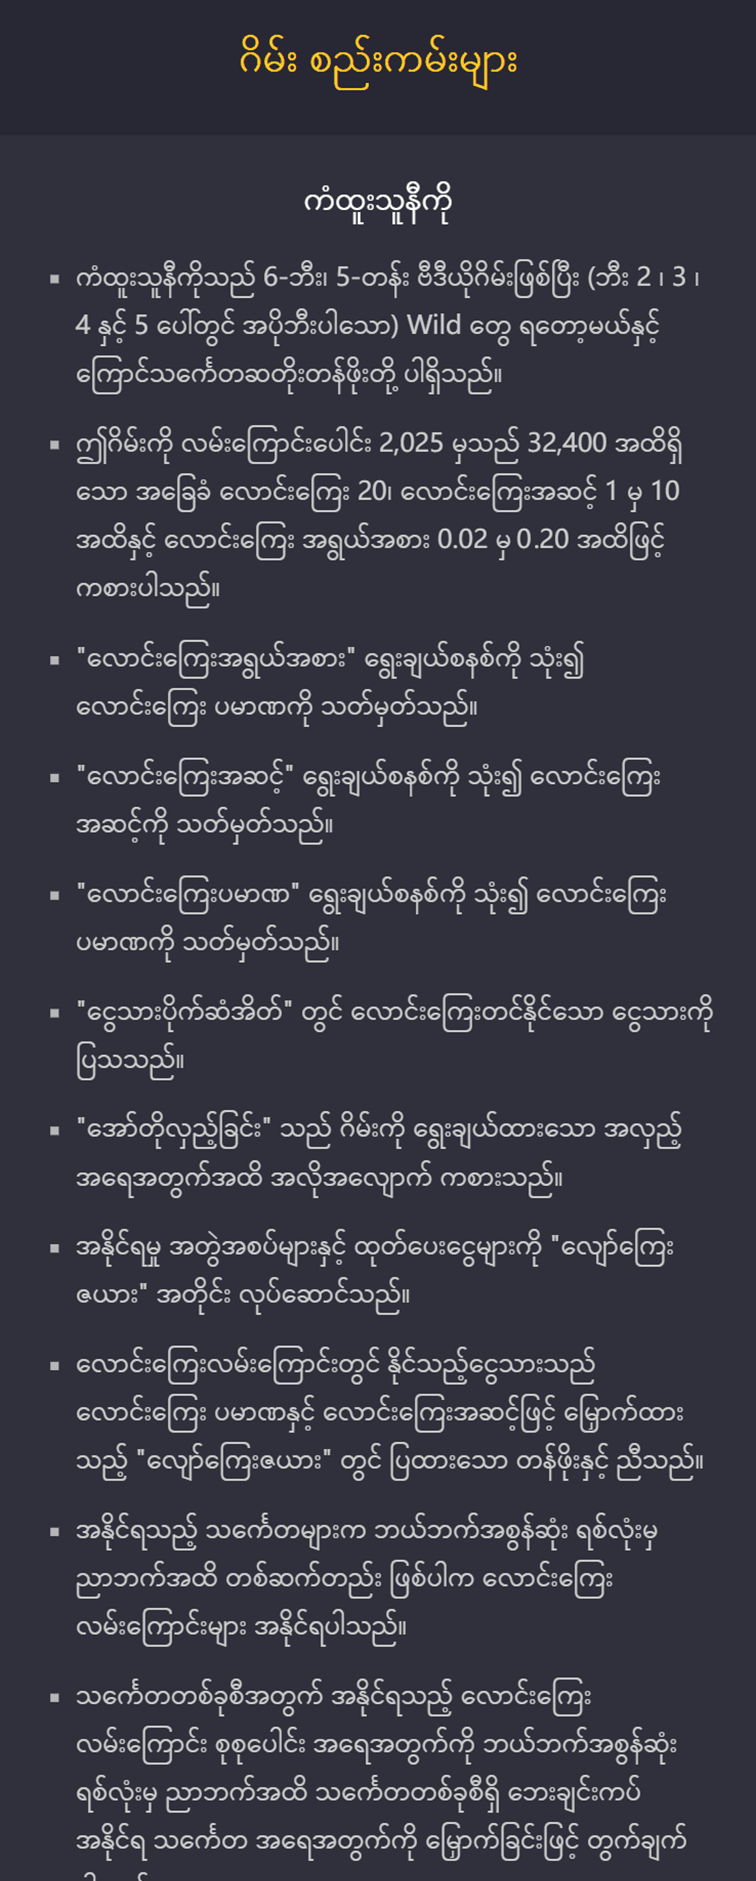 ဂိမ်း စည်းကမ်းများ
ကံထူးသူနီကို
▪ ကံထူးသူနီကိုသည် 6-ဘီး၊ 5-တန်း ဗီဒီယိုဂိမ်းဖြစ်ပြီး (ဘီး 2 ၊ 3 ၊
4 နှင့် 5 ပေါ်တွင် အပိုဘီးပါသော) Wild တွေ ရတော့မယ်နှင့်
ကြောင်သင်္ကေတဆတိုးတန်ဖိုးတို့ ပါရှိသည်။
▪ ဤဂိမ်းကို လမ်းကြောင်းပေါင်း 2,025 မှသည် 32,400 အထိရှိ
သော အခြေခံ လောင်းကြေး 20၊ လောင်းကြေးအဆင့် 1 မှ 10
အထိနှင့် လောင်းကြေး အရွယ်အစား 0.02 မှ 0.20 အထိဖြင့်
ကစားပါသည်။
▪ "လောင်းကြေးအရွယ်အစား" ရွေးချယ်စနစ်ကို သုံး၍
လောင်းကြေး ပမာဏကို သတ်မှတ်သည်။
▪ "လောင်းကြေးအဆင့်" ရွေးချယ်စနစ်ကို သုံး၍ လောင်းကြေး
အဆင့်ကို သတ်မှတ်သည်။
▪ "လောင်းကြေးပမာဏ" ရွေးချယ်စနစ်ကို သုံး၍ လောင်းကြေး
ပမာဏကို သတ်မှတ်သည်။
▪ "ငွေသားပိုက်ဆံအိတ်" တွင် လောင်းကြေးတင်နိုင်သော ငွေသားကို
ပြသသည်။
▪ "အော်တိုလှည့်ခြင်း" သည် ဂိမ်းကို ရွေးချယ်ထားသော အလှည့်
အရေအတွက်အထိ အလိုအလျောက် ကစားသည်။
▪ အနိုင်ရမှု အတွဲအစပ်များနှင့် ထုတ်ပေးငွေများကို "လျော်ကြေး
ဇယား" အတိုင်း လုပ်ဆောင်သည်။
▪ လောင်းကြေးလမ်းကြောင်းတွင် နိုင်သည့်ငွေသားသည်
လောင်းကြေး ပမာဏနှင့် လောင်းကြေးအဆင့်ဖြင့် မြှောက်ထား
သည့် "လျော်ကြေးဇယား" တွင် ပြထားသော တန်ဖိုးနှင့် ညီသည်။
▪ အနိုင်ရသည့် သင်္ကေတများက ဘယ်ဘက်အစွန်ဆုံး ရစ်လုံးမှ
ညာဘက်အထိ တစ်ဆက်တည်း ဖြစ်ပါက လောင်းကြေး
လမ်းကြောင်းများ အနိုင်ရပါသည်။
▪ သင်္ကေတတစ်ခုစီအတွက် အနိုင်ရသည့် လောင်းကြေး
လမ်းကြောင်း စုစုပေါင်း အရေအတွက်ကို ဘယ်ဘက်အစွန်ဆုံး
ရစ်လုံးမှ ညာဘက်အထိ သင်္ကေတတစ်ခုစီရှိ ဘေးချင်းကပ်
အနိုင်ရ သင်္ကေတ အရေအတွက်ကို မြှောက်ခြင်းဖြင့် တွက်ချက်